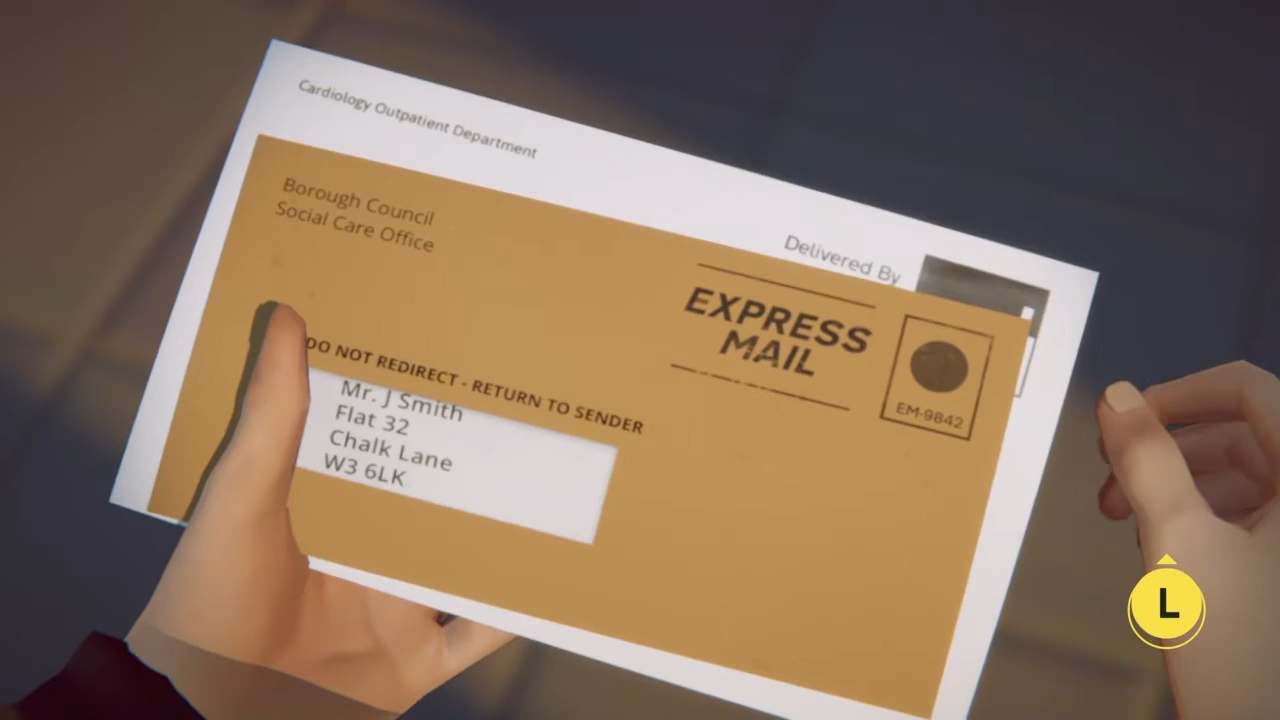 Cardiology Outpatient Department
Borough Council
Social Care Office
Delivered By
EXPRESS
MAIL
EM-9842
DO NOT REDIRECT - RETURN TO SENDER
Mr. J Smith
Flat 32
Chalk Lane
W3 6LK
L